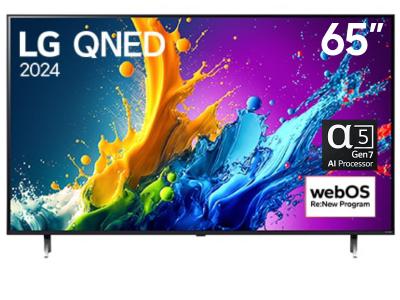 LG QNED
2024
65"
α5
Gen7
AI Processor
webOS
Re:New Program